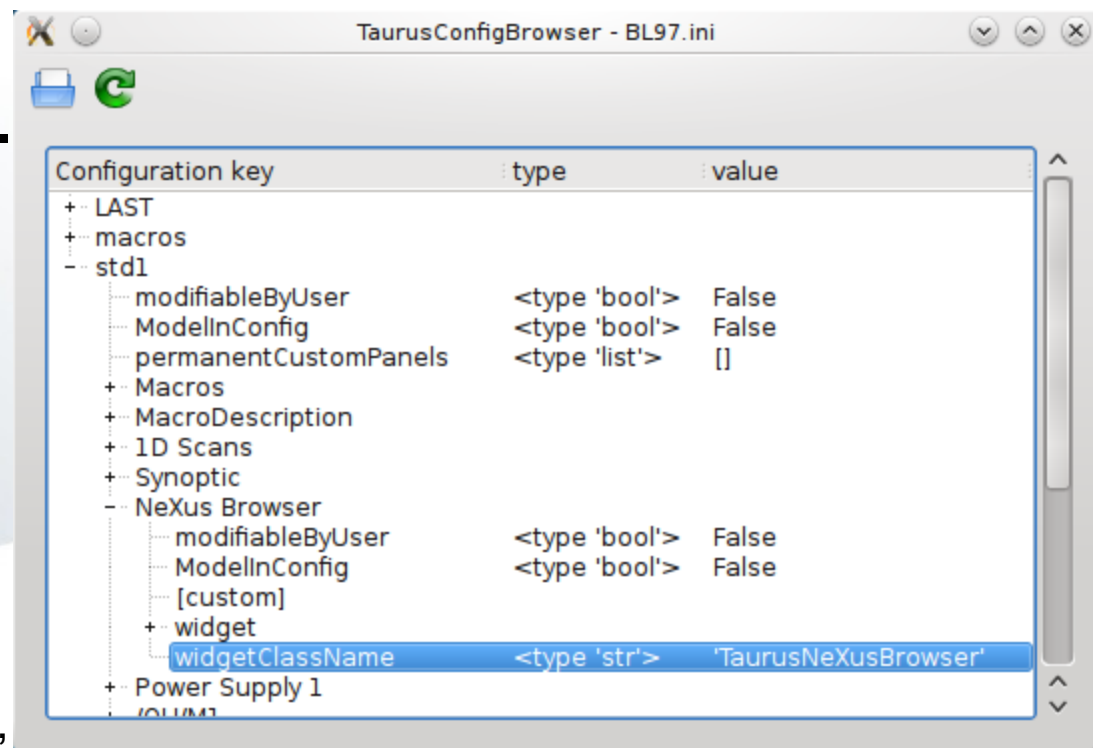 TaurusConfigBrowser - BL97.ini
Configuration key type value
LAST
macros
std1
modifiableByUser <type 'bool'> False
ModelInConfig <type 'bool'> False
permanentCustomPanels <type 'list'> []
Macros
MacroDescription
1D Scans
Synoptic
NeXus Browser
modifiableByUser <type 'bool'> False
ModelInConfig <type 'bool'> False
[custom]
widget
widgetClassName <type 'str'> 'TaurusNeXusBrowser'
Power Supply 1